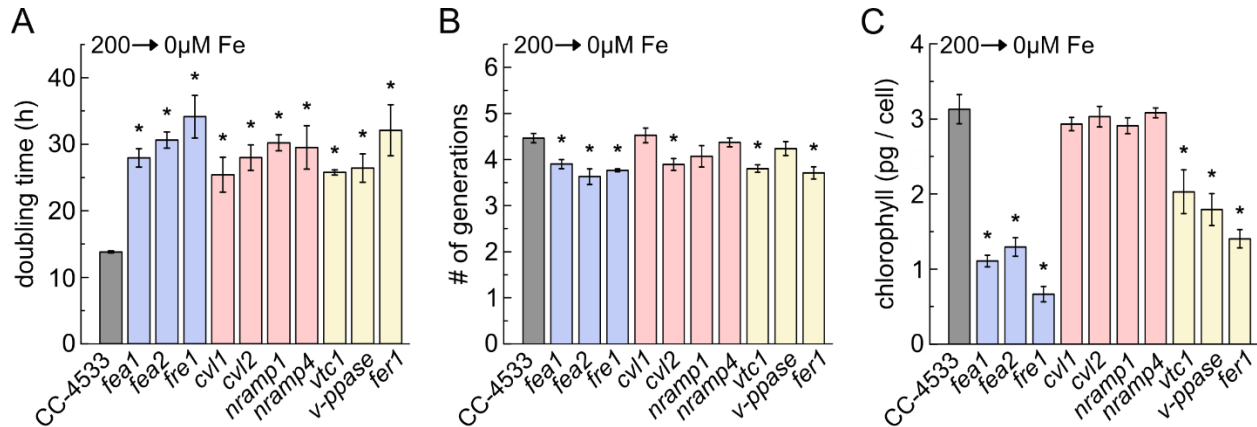 A
200→0µM Fe
doubling time (h)
40
30
20
10
0
* * * * * * * * * *
CC-4533 fea1 fea2 fre1 cvl1 cvl2 nramp1 nramp4 vtc1 v-ppase fer1
B
200→0µM Fe
# of generations
6
5
4
3
2
1
0
* * * * * *
CC-4533 fea1 fea2 fre1 cvl1 cvl2 nramp1 nramp4 vtc1 v-ppase fer1
C
200→0µM Fe
chlorophyll (pg / cell)
4
3
2
1
0
* * * * * *
CC-4533 fea1 fea2 fre1 cvl1 cvl2 nramp1 nramp4 vtc1 v-ppase fer1